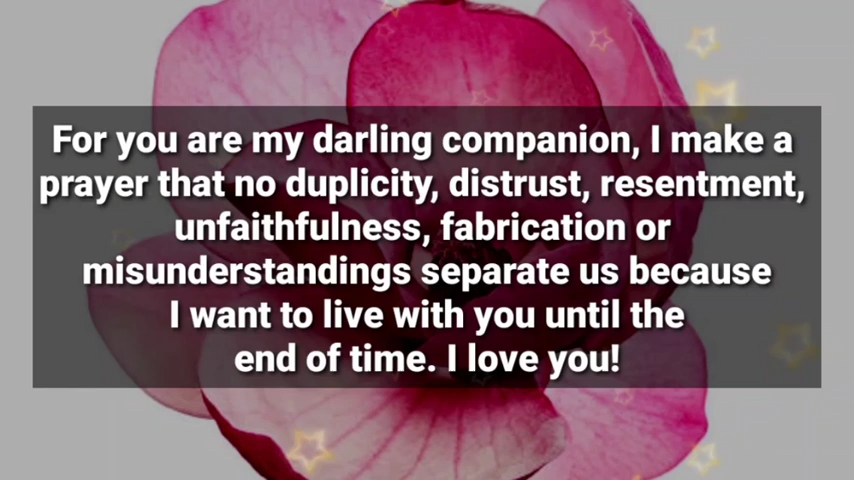 For you are my darling companion, I make a
prayer that no duplicity, distrust, resentment,
unfaithfulness, fabrication or
misunderstandings separate us because
I want to live with you until the
end of time. I love you!